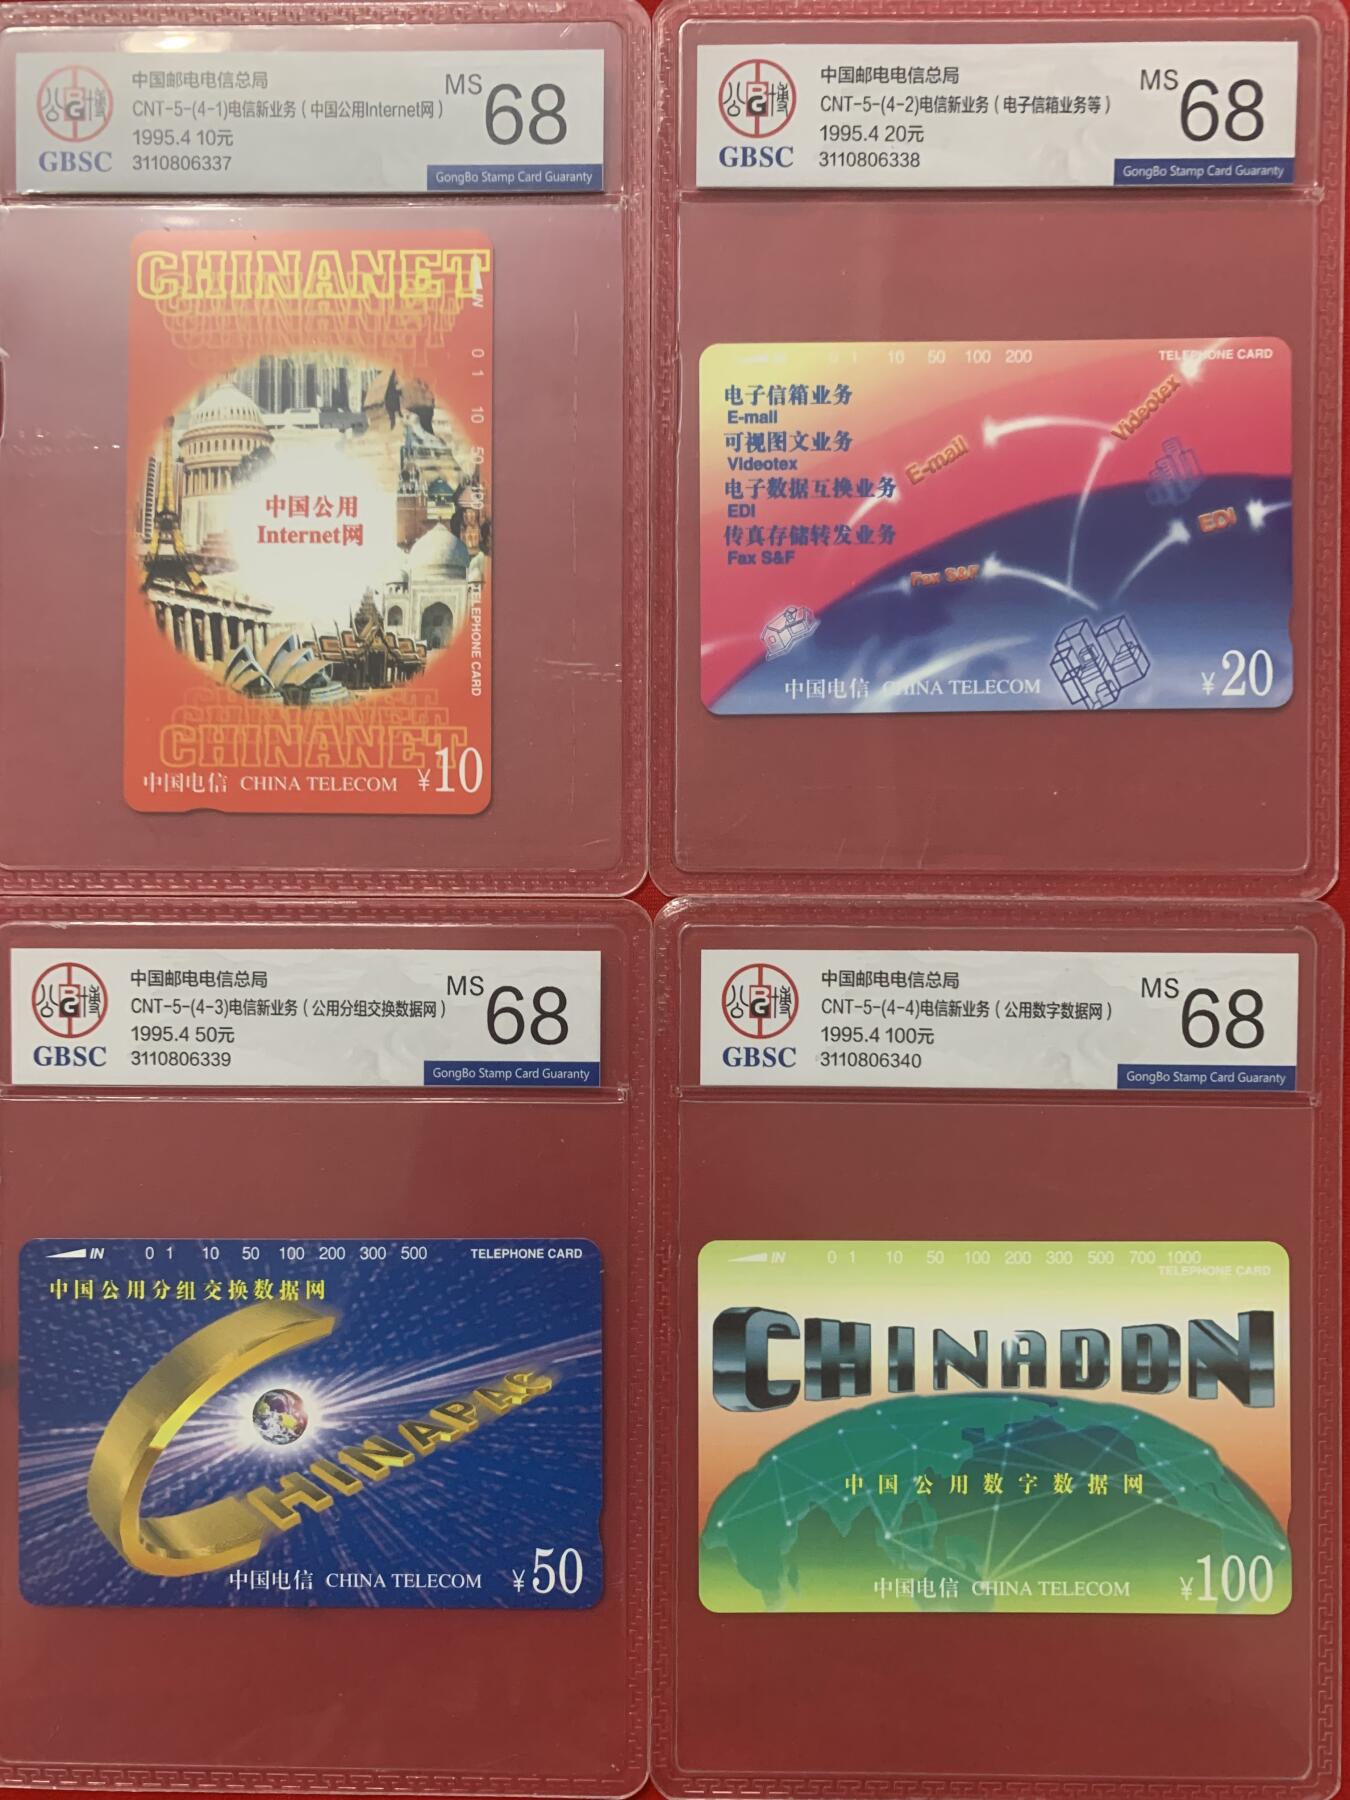 中国邮电电信总局
CNT-5-(4-1)电信新业务(中国公用Internet网)
1995.4 10元
3110806337
MS 68
GBSC
GongBo Stamp Card Guaranty
CHINANET
IN
0 1 10 50 100
TELEPHONE CARD
中国公用
Internet网
CHINANET
中国电信 CHINA TELECOM ¥10
中国邮电电信总局
CNT-5-(4-2)电信新业务(电子信箱业务等)
1995.4 20元
3110806338
MS 68
GBSC
GongBo Stamp Card Guaranty
IN 0 1 10 50 100 200 TELEPHONE CARD
电子信箱业务
E-mail
可视图文业务
Videotex
电子数据互换业务
EDI
传真存储转发业务
Fax S&F
E-mail
Videotex
EDI
Fax S&F
中国电信 CHINA TELECOM ¥20
中国邮电电信总局
CNT-5-(4-3)电信新业务(公用分组交换数据网)
1995.4 50元
3110806339
MS 68
GBSC
GongBo Stamp Card Guaranty
IN 0 1 10 50 100 200 300 500 TELEPHONE CARD
中国公用分组交换数据网
CHINAPAC
中国电信 CHINA TELECOM ¥50
中国邮电电信总局
CNT-5-(4-4)电信新业务(公用数字数据网)
1995.4 100元
3110806340
MS 68
GBSC
GongBo Stamp Card Guaranty
IN 0 1 10 50 100 200 300 500 700 1000
TELEPHONE CARD
CHINADDN
中国公用数字数据网
中国电信 CHINA TELECOM ¥100